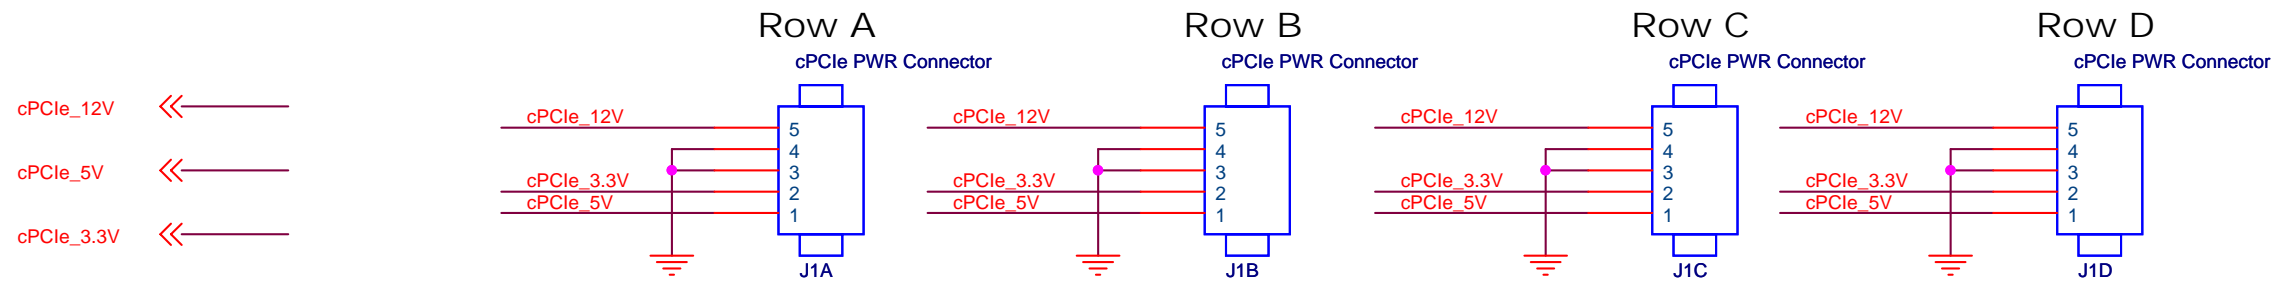 Row A
Row B
Row C
Row D
cPCIe PWR Connector
cPCIe PWR Connector
cPCIe PWR Connector
cPCIe PWR Connector
cPCIe_12V
cPCIe_5V
cPCIe_3.3V
cPCIe_12V
5
4
3
cPCIe_3.3V
2
cPCIe_5V
1
J1A
cPCIe_12V
5
4
3
cPCIe_3.3V
2
cPCIe_5V
1
J1B
cPCIe_12V
5
4
3
cPCIe_3.3V
2
cPCIe_5V
1
J1C
cPCIe_12V
5
4
3
cPCIe_3.3V
2
cPCIe_5V
1
J1D